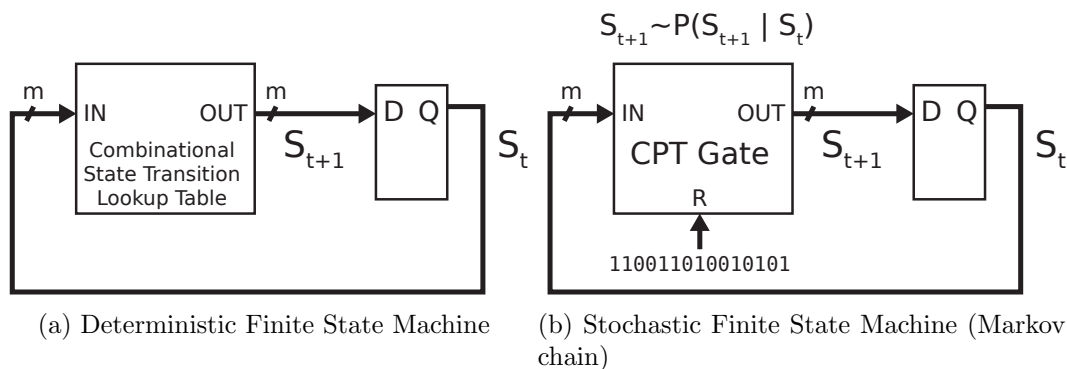 S_{t+1}~P(S_{t+1} | S_t)
m
IN
OUT
m
D Q
Combinational
State Transition
Lookup Table
S_{t+1}
S_t
m
IN
OUT
m
D Q
CPT Gate
S_{t+1}
S_t
R
110011010010101
(a) Deterministic Finite State Machine
(b) Stochastic Finite State Machine (Markov
chain)